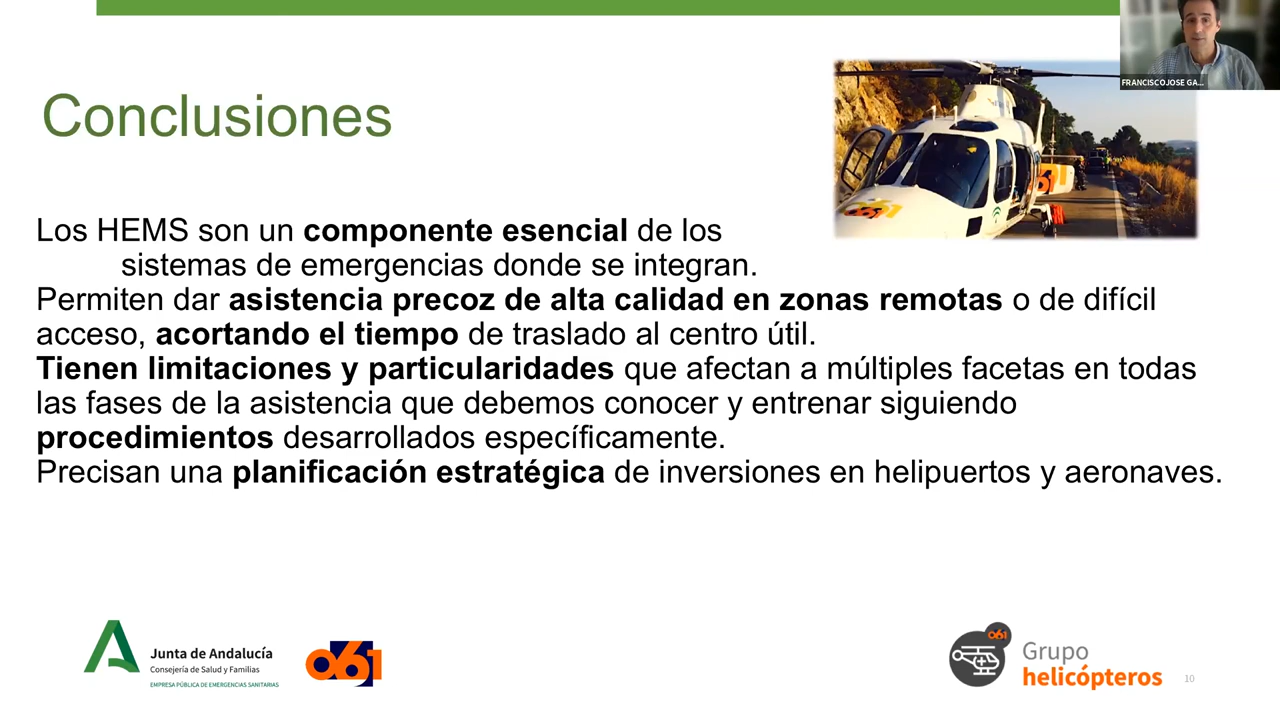 FRANCISCOJOSE GA...
Conclusiones
061
061
Los HEMS son un componente esencial de los
sistemas de emergencias donde se integran.
Permiten dar asistencia precoz de alta calidad en zonas remotas o de difícil
acceso, acortando el tiempo de traslado al centro útil.
Tienen limitaciones y particularidades que afectan a múltiples facetas en todas
las fases de la asistencia que debemos conocer y entrenar siguiendo
procedimientos desarrollados específicamente.
Precisan una planificación estratégica de inversiones en helipuertos y aeronaves.
Junta de Andalucía
Consejería de Salud y Familias
EMPRESA PÚBLICA DE EMERGENCIAS SANITARIAS
061
061
Grupo
helicópteros
10